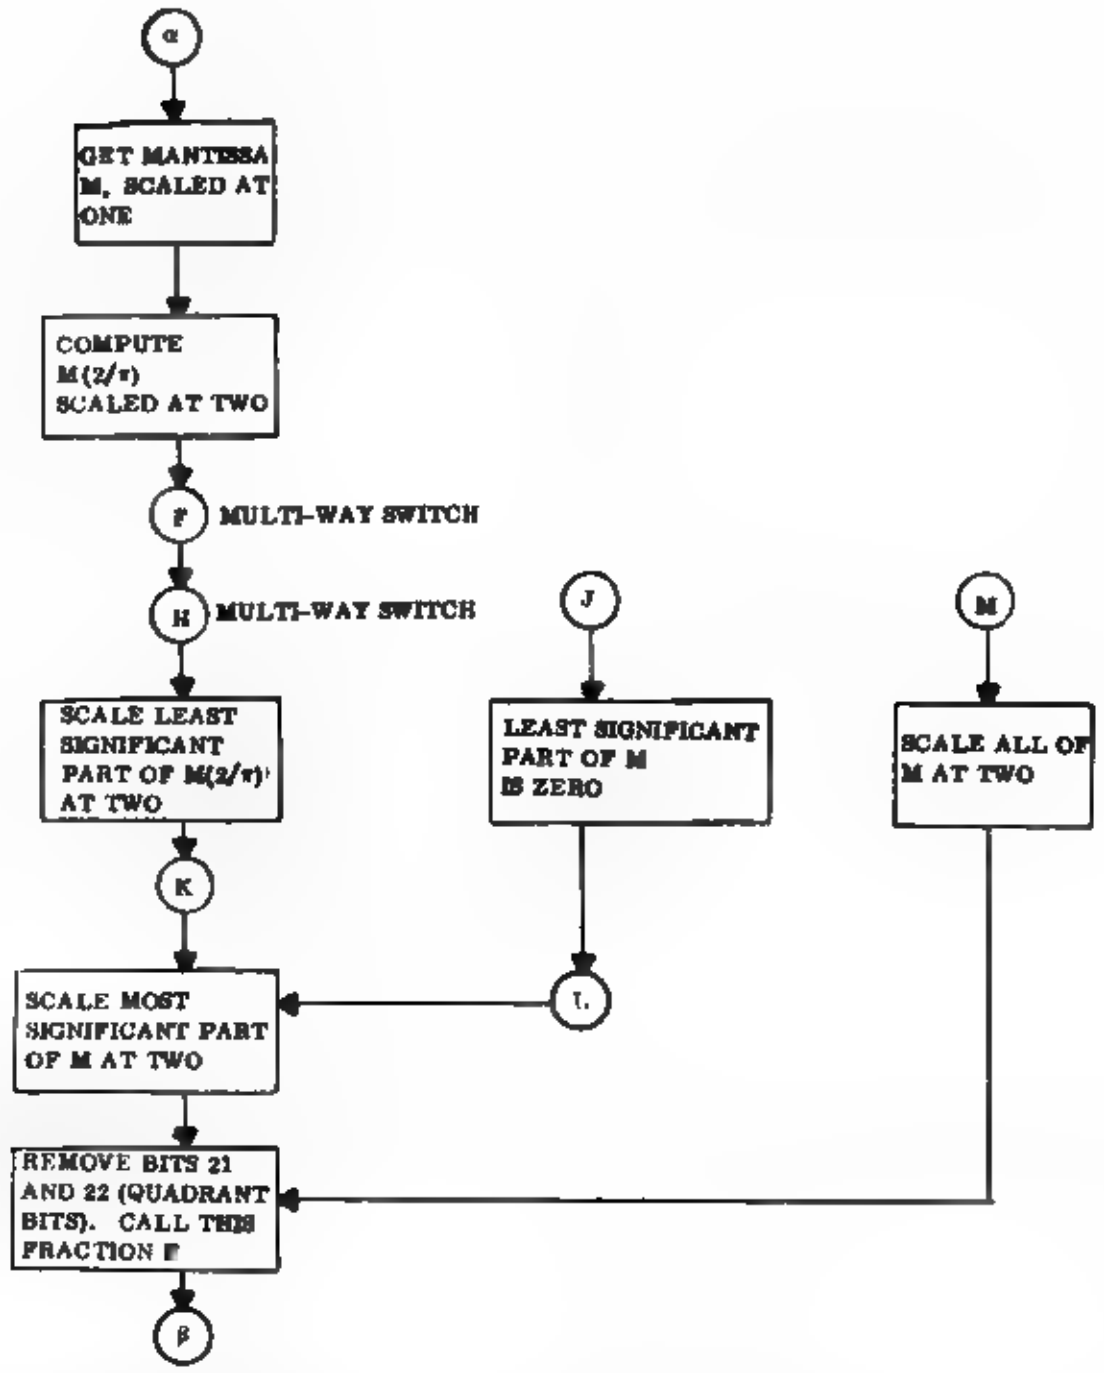 α
GET MANTISSA
M, SCALED AT
ONE
COMPUTE
M(2/π)
SCALED AT TWO
F MULTI-WAY SWITCH
H MULTI-WAY SWITCH
SCALE LEAST
SIGNIFICANT
PART OF M(2/π)
AT TWO
K
SCALE MOST
SIGNIFICANT PART
OF M AT TWO
REMOVE BITS 21
AND 22 (QUADRANT
BITS). CALL THIS
FRACTION
β
J
LEAST SIGNIFICANT
PART OF M
IS ZERO
L
M
SCALE ALL OF
M AT TWO